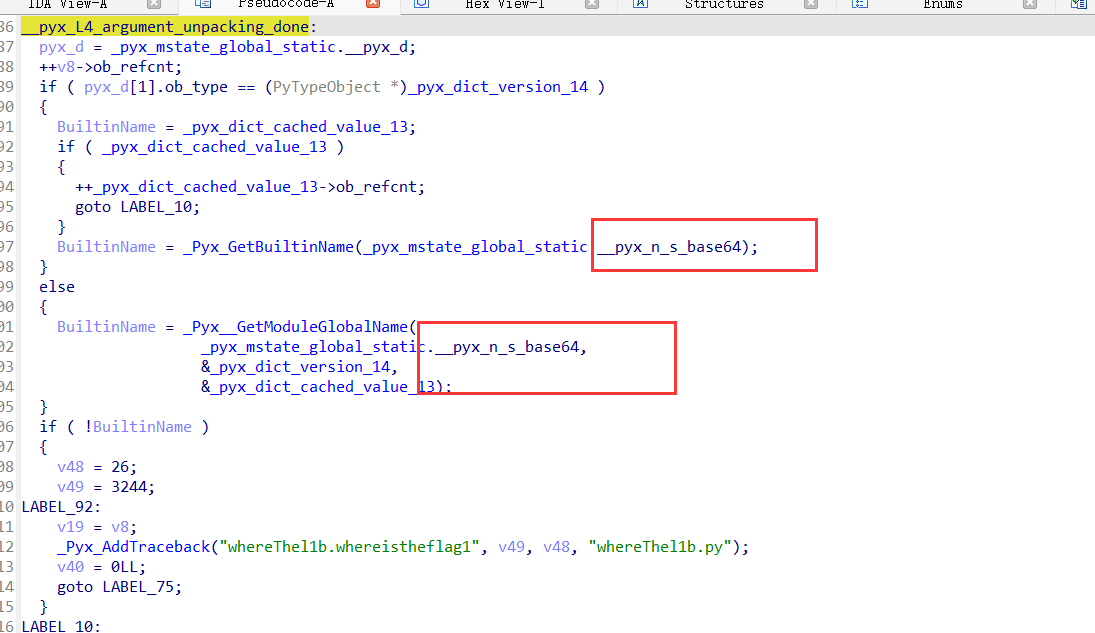 IDA View-A Pseudocode-A Hex View-1 Structures Enums
86 __pyx_L4_argument_unpacking_done:
87 pyx_d = _pyx_mstate_global_static.__pyx_d;
88 ++v8->ob_refcnt;
89 if ( pyx_d[1].ob_type == (PyTypeObject *)_pyx_dict_version_14 )
90 {
91 BuiltinName = _pyx_dict_cached_value_13;
92 if ( _pyx_dict_cached_value_13 )
93 {
94 ++_pyx_dict_cached_value_13->ob_refcnt;
95 goto LABEL_10;
96 }
97 BuiltinName = _Pyx_GetBuiltinName(_pyx_mstate_global_static.__pyx_n_s_base64);
98 }
99 else
00 {
01 BuiltinName = _Pyx__GetModuleGlobalName(
02 _pyx_mstate_global_static.__pyx_n_s_base64,
03 &_pyx_dict_version_14,
04 &_pyx_dict_cached_value_13);
05 }
06 if ( !BuiltinName )
07 {
08 v48 = 26;
09 v49 = 3244;
10 LABEL_92:
11 v19 = v8;
12 _Pyx_AddTraceback("whereThel1b.whereistheflag1", v49, v48, "whereThel1b.py");
13 v40 = 0LL;
14 goto LABEL_75;
15 }
16 LABEL_10: